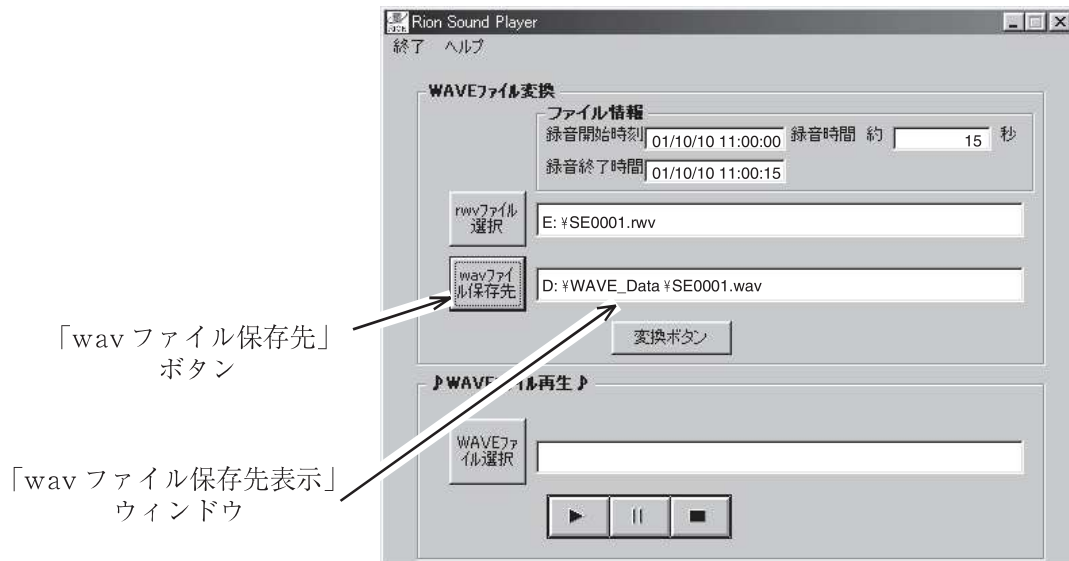 RION
Rion Sound Player
終了 ヘルプ
WAVEファイル変換
ファイル情報
録音開始時刻 01/10/10 11:00:00 録音時間 約 15 秒
録音終了時間 01/10/10 11:00:15
rwvファイル
選択
E: ¥SE0001.rwv
wavファイ
ル保存先
D: ¥WAVE_Data ¥SE0001.wav
変換ボタン
「wav ファイル保存先」
ボタン
♪WAVEファイル再生♪
WAVEファ
イル選択
「wav ファイル保存先表示」
ウィンドウ